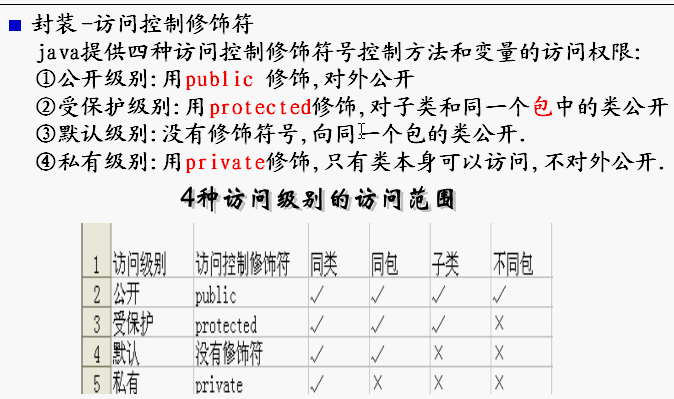 封装-访问控制修饰符
java提供四种访问控制修饰符号控制方法和变量的访问权限:
①公开级别:用public 修饰,对外公开
②受保护级别:用protected修饰,对子类和同一个包中的类公开
③默认级别:没有修饰符号,向同一个包的类公开.
④私有级别:用private修饰,只有类本身可以访问,不对外公开.
4种访问级别的访问范围
1 访问级别 访问控制修饰符 同类 同包 子类 不同包
2 公开 public √ √ √ √
3 受保护 protected √ √ √ ×
4 默认 没有修饰符 √ √ × ×
5 私有 private √ × × ×